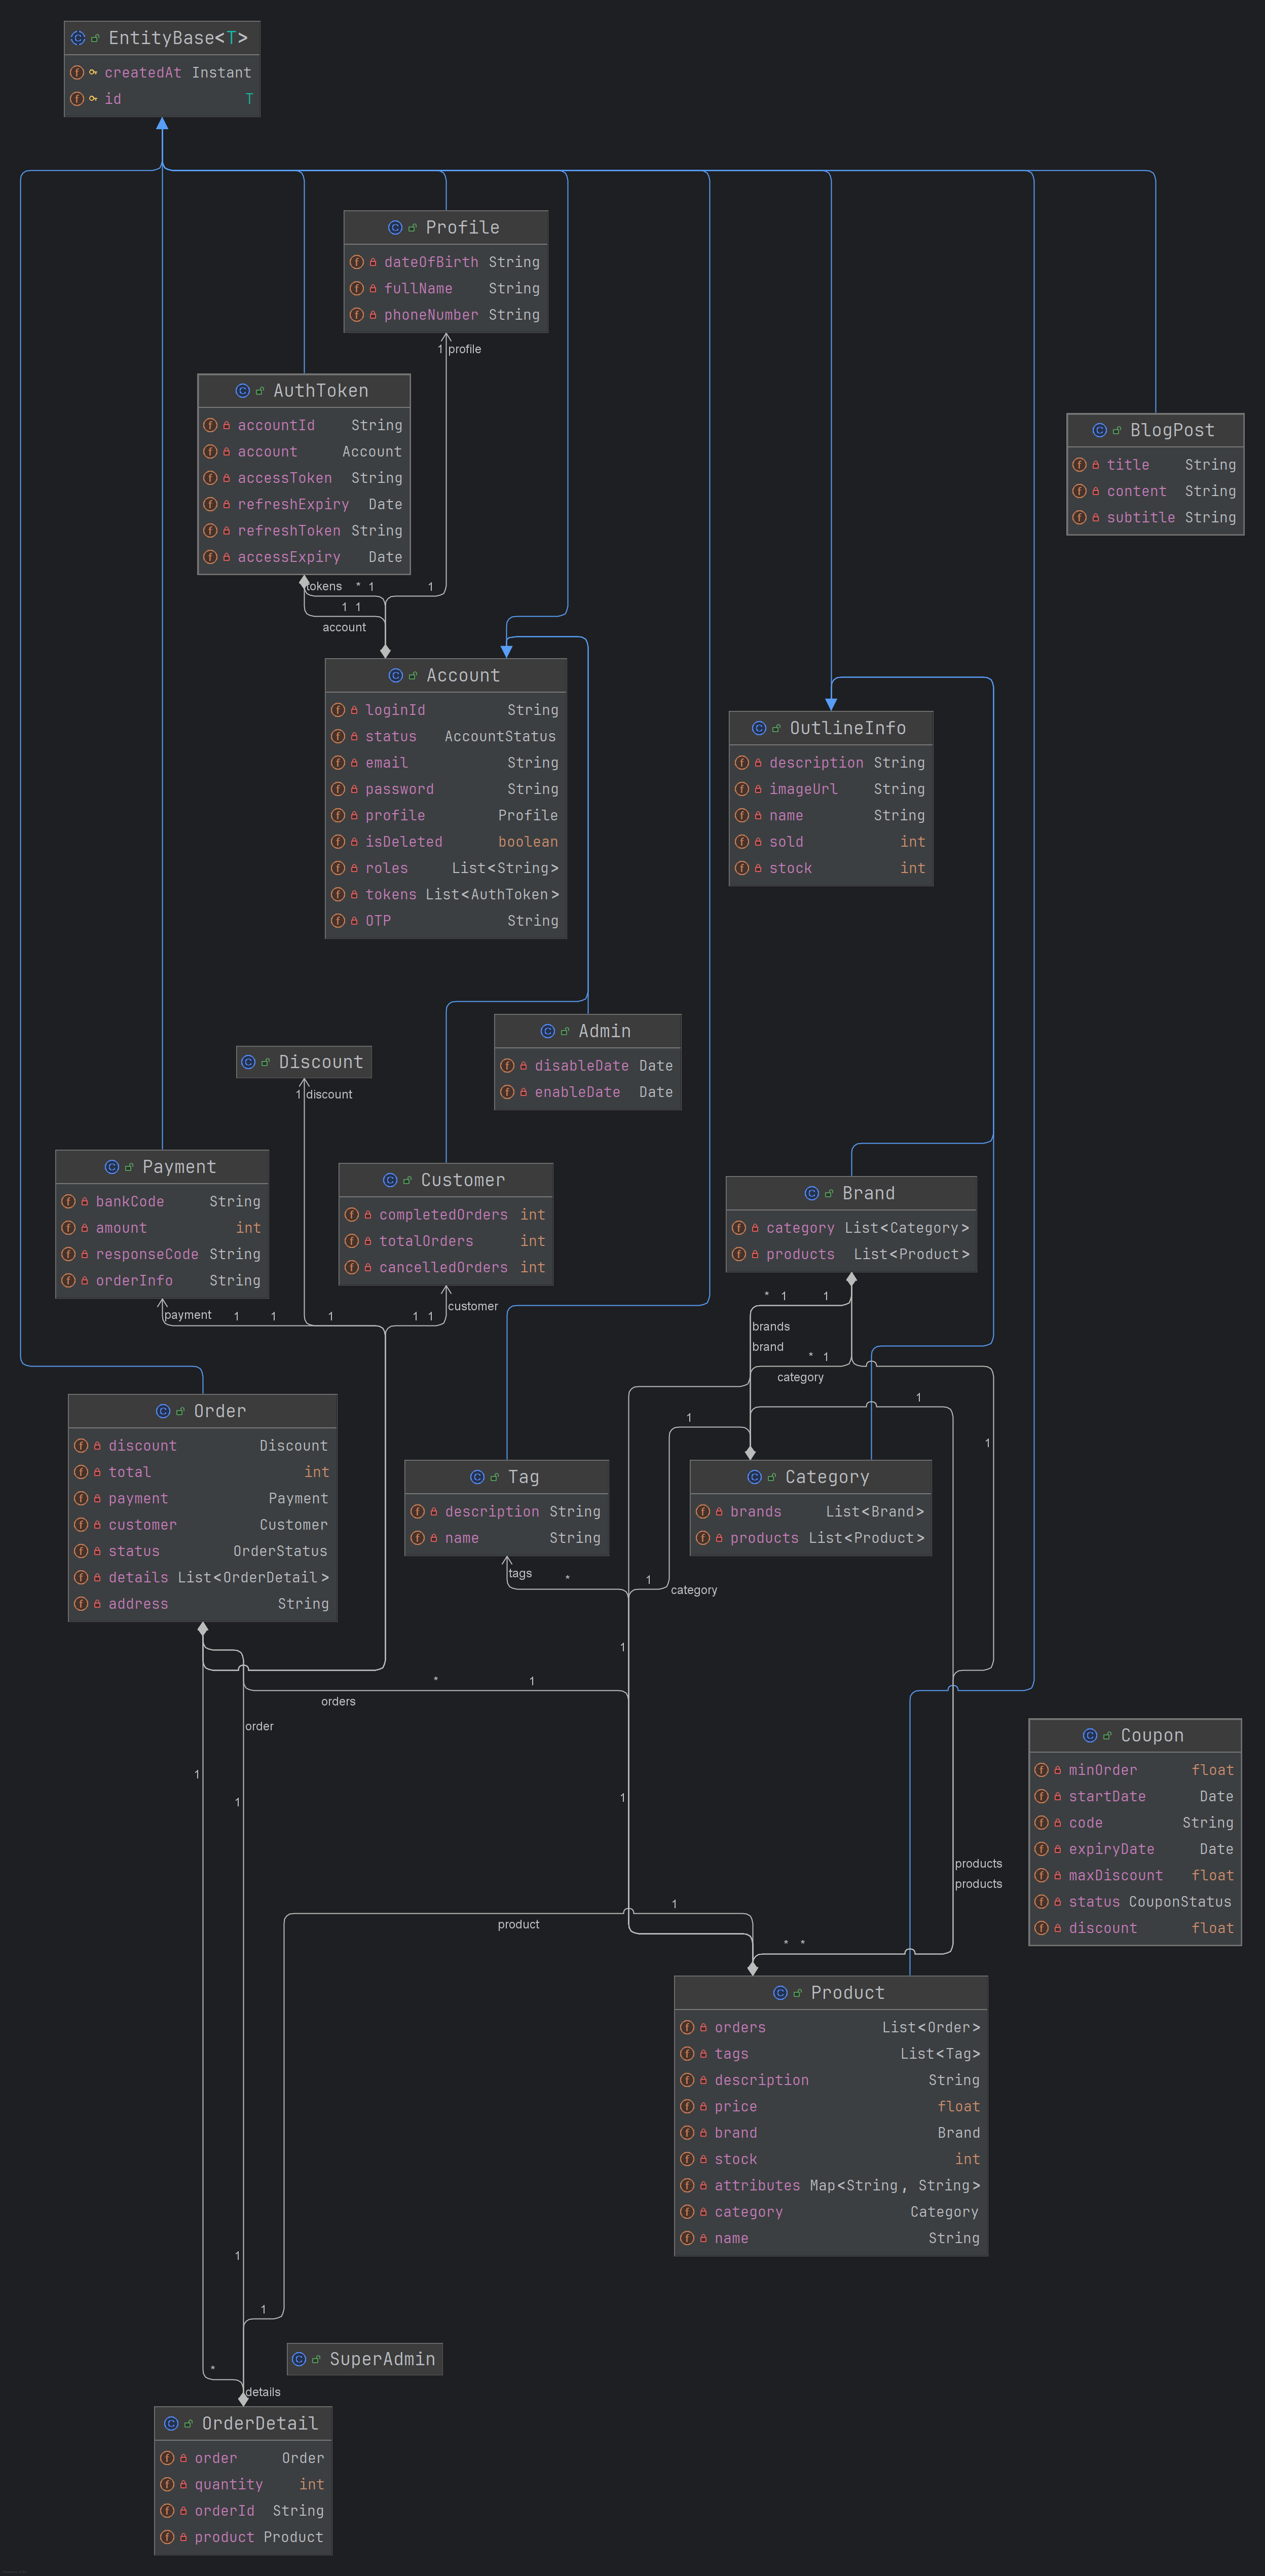 EntityBase<T>
createdAt Instant
id T
Profile
dateOfBirth String
fullName String
phoneNumber String
1 profile
AuthToken
accountId String
account Account
accessToken String
refreshExpiry Date
refreshToken String
accessExpiry Date
BlogPost
title String
content String
subtitle String
tokens * 1 1
1 1
account
Account
loginId String
status AccountStatus
email String
password String
profile Profile
isDeleted boolean
roles List<String>
tokens List<AuthToken>
OTP String
OutlineInfo
description String
imageUrl String
name String
sold int
stock int
Admin
disableDate Date
enableDate Date
Discount
1 discount
Payment
bankCode String
amount int
responseCode String
orderInfo String
Customer
completedOrders int
totalOrders int
cancelledOrders int
Brand
category List<Category>
products List<Product>
customer
payment 1 1 1 1 1
* 1 1
brands
brand
* 1
category
1
1
1
Order
discount Discount
total int
payment Payment
customer Customer
status OrderStatus
details List<OrderDetail>
address String
Tag
description String
name String
Category
brands List<Brand>
products List<Product>
tags * 1
category
1
* 1
orders
order
1
1
1
Coupon
minOrder float
startDate Date
code String
expiryDate Date
maxDiscount float
status CouponStatus
discount float
products
products
1
product
* *
Product
orders List<Order>
tags List<Tag>
description String
price float
brand Brand
stock int
attributes Map<String, String>
category Category
name String
1
1
SuperAdmin
*
details
OrderDetail
order Order
quantity int
orderId String
product Product